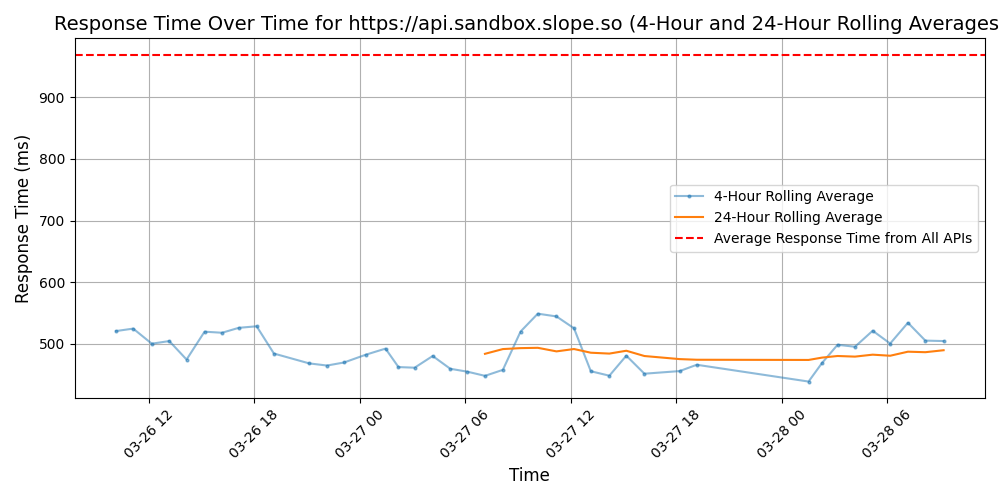 Response Time Over Time for https://api.sandbox.slope.so (4-Hour and 24-Hour Rolling Averages
Response Time (ms)
900
800
700
600
500
4-Hour Rolling Average
24-Hour Rolling Average
Average Response Time from All APIs
03-26 12
03-26 18
03-27 00
03-27 06
03-27 12
03-27 18
03-28 00
03-28 06
Time